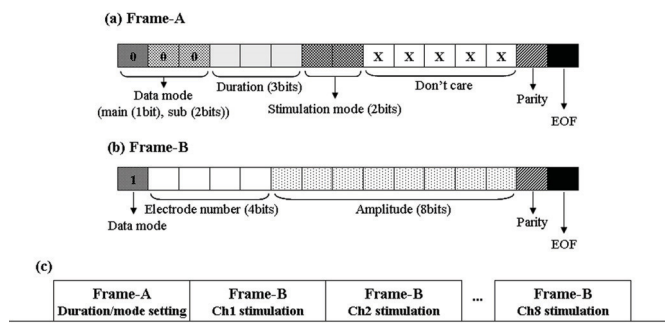 (a) Frame-A
0 0 0 X X X X X
Data mode
(main (1bit), sub (2bits))
Duration (3bits)
Stimulation mode (2bits)
Don't care
Parity
EOF
(b) Frame-B
1
Data mode
Electrode number (4bits)
Amplitude (8bits)
Parity
EOF
(c)
Frame-A
Duration/mode setting
Frame-B
Ch1 stimulation
Frame-B
Ch2 stimulation
...
Frame-B
Ch8 stimulation